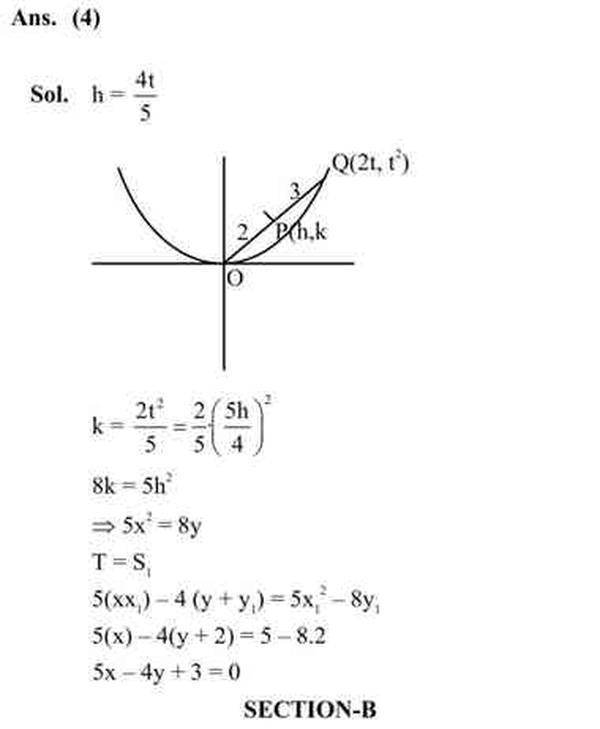 Ans. (4)
Sol. h = 4t/5
Q(2t, t²)
3
2 P(h,k
O
k = 2t²/5 = 2/5 (5h/4)²
8k = 5h²
⇒ 5x² = 8y
T = S₁
5(xx₁) – 4 (y + y₁) = 5x₁² – 8y₁
5(x) – 4(y + 2) = 5 – 8.2
5x – 4y + 3 = 0
SECTION-B